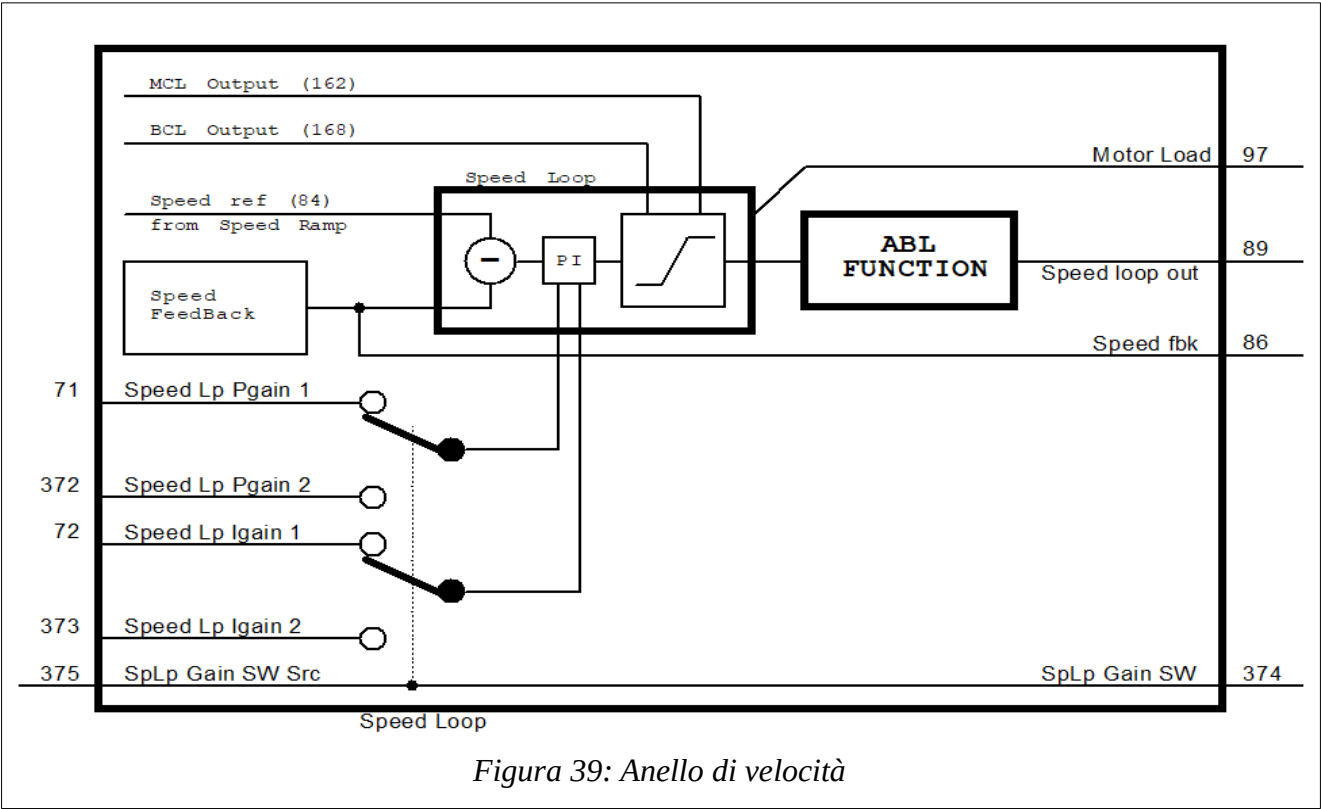 MCL Output (162)
BCL Output (168)
Motor Load 97
Speed Loop
Speed ref (84)
from Speed Ramp
PI
ABL
FUNCTION
89
Speed loop out
Speed
FeedBack
Speed fbk 86
71 Speed Lp Pgain 1
372 Speed Lp Pgain 2
72 Speed Lp Igain 1
373 Speed Lp Igain 2
375 SpLp Gain SW Src
SpLp Gain SW 374
Speed Loop
Figura 39: Anello di velocità